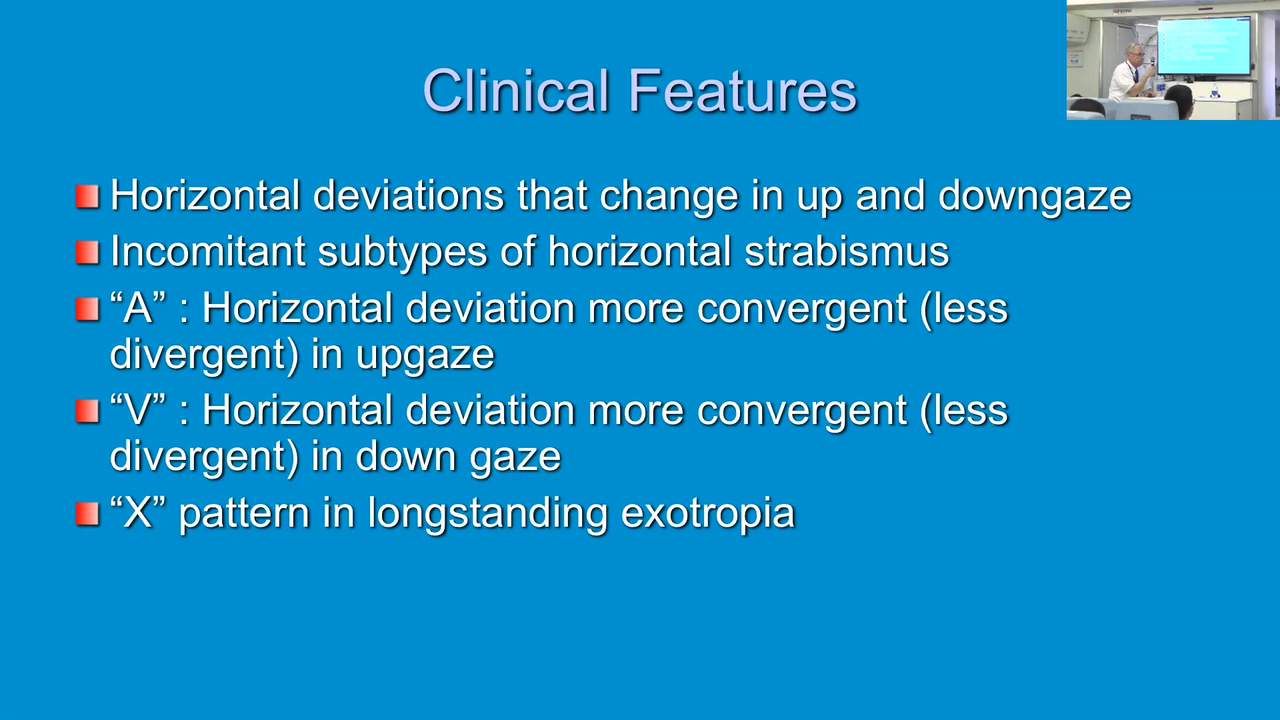 Clinical Features
Horizontal deviations that change in up and downgaze
Incomitant subtypes of horizontal strabismus
“A” : Horizontal deviation more convergent (less
divergent) in upgaze
“V” : Horizontal deviation more convergent (less
divergent) in down gaze
“X” pattern in longstanding exotropia